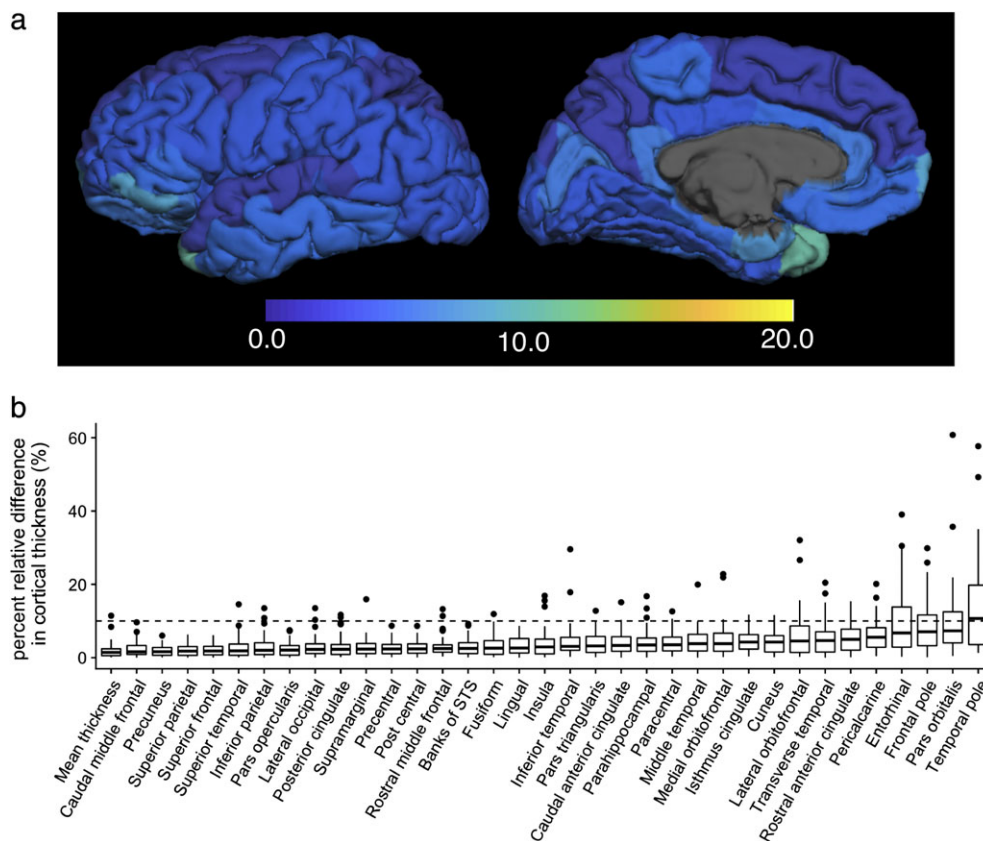 a
0.0 10.0 20.0
b
percent relative difference
in cortical thickness (%)
60
40
20
0
Mean thickness
Caudal middle frontal
Precuneus
Superior parietal
Superior frontal
Superior temporal
Inferior parietal
Pars opercularis
Lateral occipital
Posterior cingulate
Supramarginal
Precentral
Post central
Rostral middle frontal
Banks of STS
Fusiform
Lingual
Insula
Inferior temporal
Pars triangularis
Caudal anterior cingulate
Parahippocampal
Paracentral
Middle temporal
Medial orbitofrontal
Isthmus cingulate
Cuneus
Lateral orbitofrontal
Transverse temporal
Rostral anterior cingulate
Pericalcarine
Entorhinal
Frontal pole
Pars orbitalis
Temporal pole